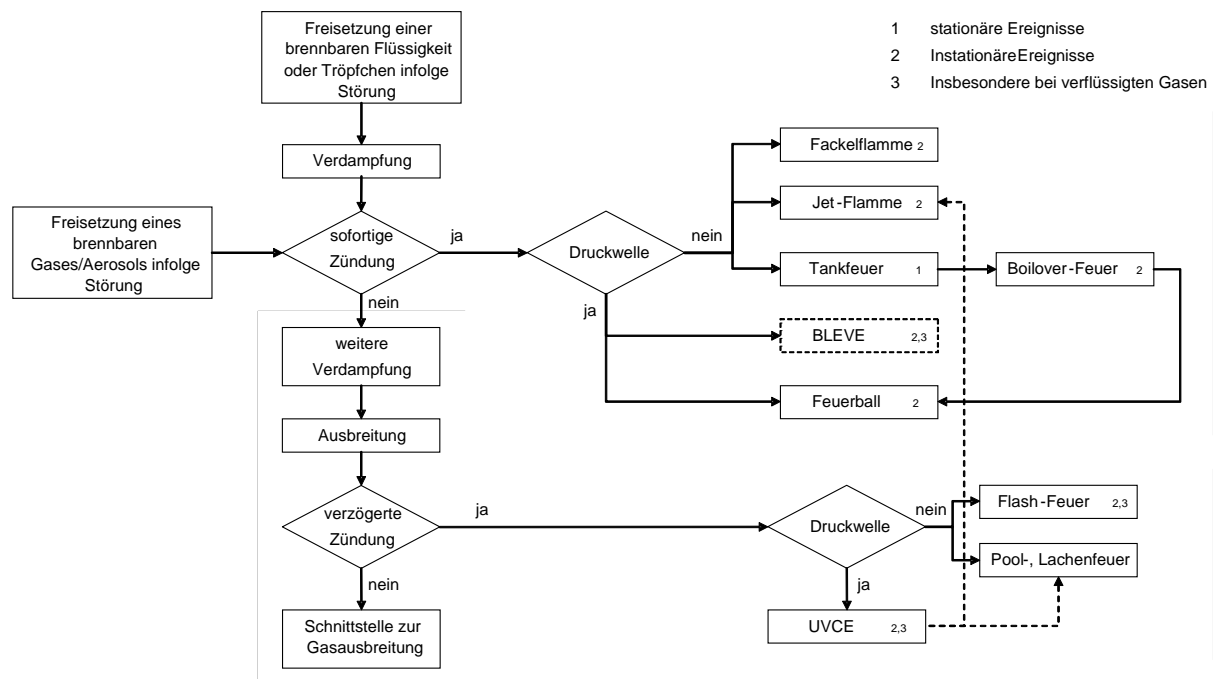 Freisetzung einer
brennbaren Flüssigkeit
oder Tröpfchen infolge
Störung
1 stationäre Ereignisse
2 InstationäreEreignisse
3 Insbesondere bei verflüssigten Gasen
Verdampfung
Freisetzung eines
brennbaren
Gases/Aerosols infolge
Störung
sofortige
Zündung
ja
Druckwelle
nein
Fackelflamme 2
Jet-Flamme 2
Tankfeuer 1
Boilover-Feuer 2
ja
BLEVE 2,3
Feuerball 2
nein
weitere
Verdampfung
Ausbreitung
verzögerte
Zündung
ja
Druckwelle
nein
Flash-Feuer 2,3
Pool-, Lachenfeuer
ja
UVCE 2,3
nein
Schnittstelle zur
Gasausbreitung